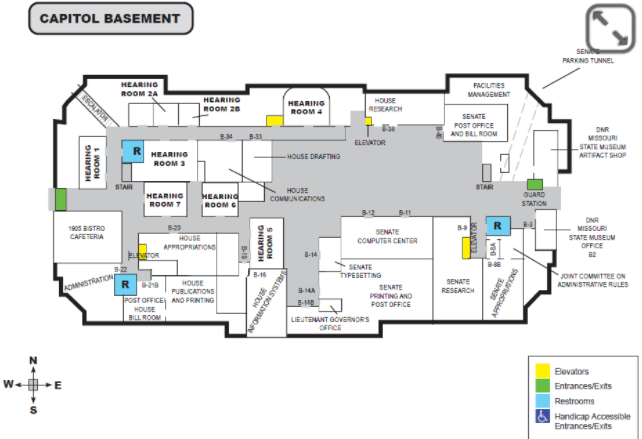 CAPITOL BASEMENT
SENATE
PARKING TUNNEL
HEARING
ROOM 2A
HEARING
ROOM 2B
ESCALATOR
HEARING
ROOM 4
HOUSE
RESEARCH
FACILITIES
MANAGEMENT
SENATE
POST OFFICE
AND BILL ROOM
B-34
B-33
B-38
ELEVATOR
DNR
MISSOURI
STATE MUSEUM
ARTIFACT SHOP
HEARING
ROOM 1
R
HEARING
ROOM 3
HOUSE DRAFTING
STAIR
STAIR
HEARING
ROOM 7
HEARING
ROOM 6
HOUSE
COMMUNICATIONS
GUARD
STATION
1905 BISTRO
CAFETERIA
B-20
HOUSE
APPROPRIATIONS
B-19
HEARING
ROOM 5
B-12
B-11
SENATE
COMPUTER CENTER
B-9
ELEVATOR
R
B-3
DNR
MISSOURI
STATE MUSEUM
OFFICE
B2
ELEVATOR
B-14
B-8A
B-8B
ADMINISTRATION
B-22
R
B-21B
B-16
SENATE
TYPESETTING
JOINT COMMITTEE ON
ADMINISTRATIVE RULES
POST OFFICE
HOUSE
BILL ROOM
HOUSE
PUBLICATIONS
AND PRINTING
HOUSE
INFORMATION SYSTEMS
B-14A
B-14B
SENATE
PRINTING AND
POST OFFICE
SENATE
RESEARCH
SENATE
APPROPRIATIONS
LIEUTENANT GOVERNOR'S
OFFICE
N
W
E
S
Elevators
Entrances/Exits
Restrooms
Handicap Accessible
Entrances/Exits